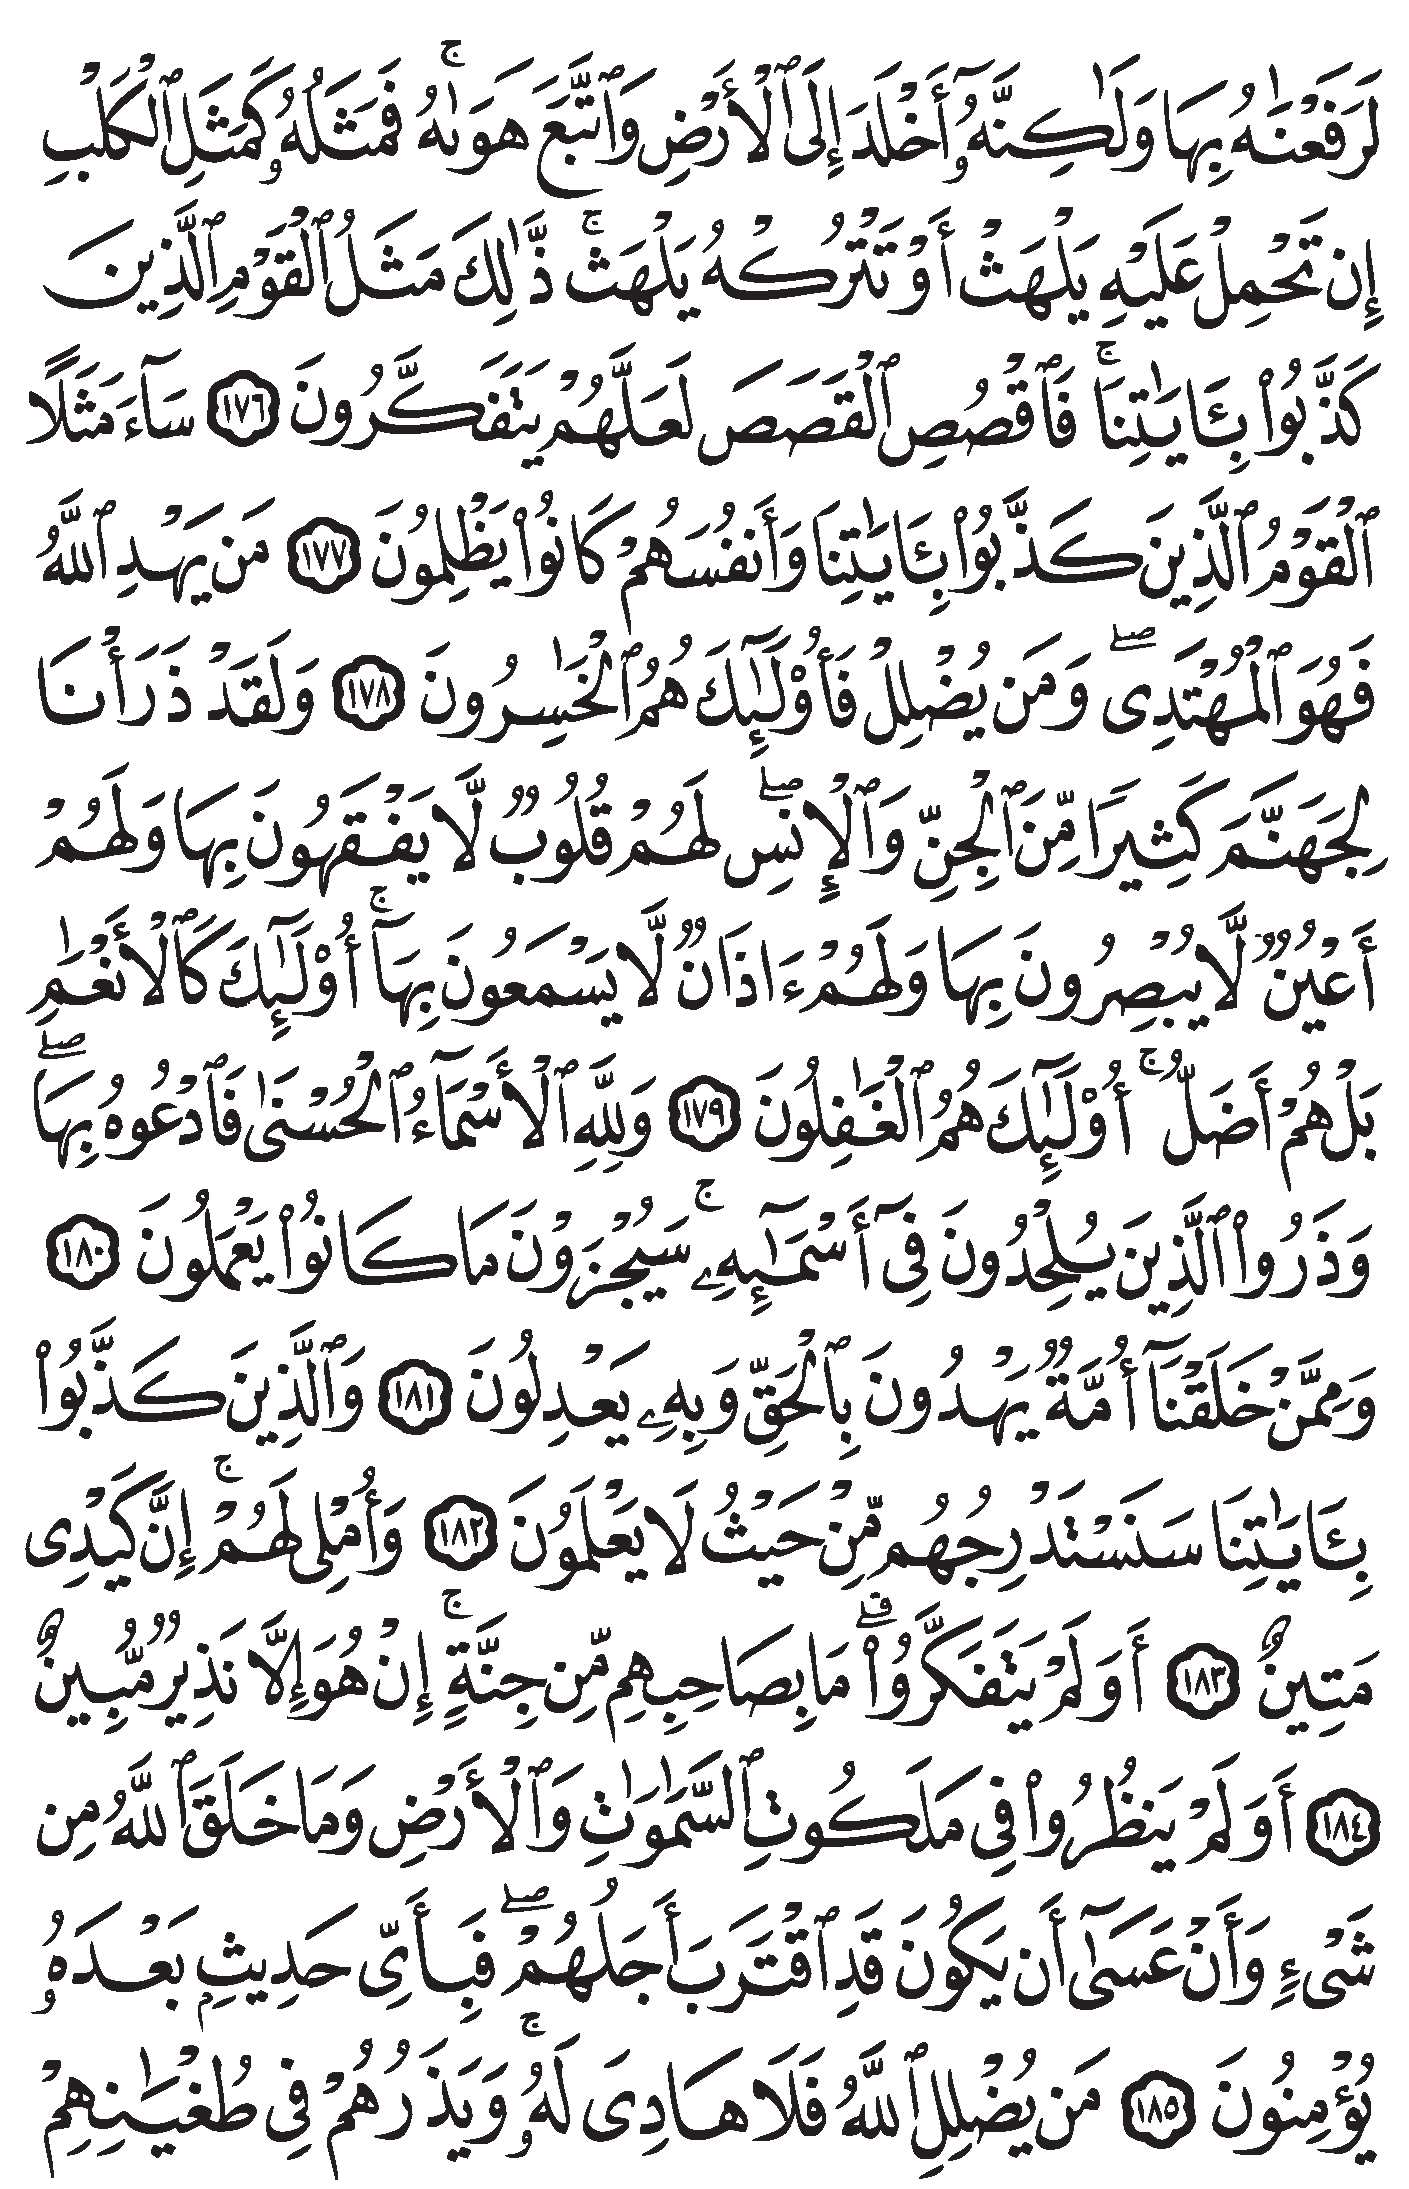 لَرَفَعْنَٰهُ بِهَا وَلَٰكِنَّهُۥٓ أَخْلَدَ إِلَى ٱلْأَرْضِ وَٱتَّبَعَ هَوَىٰهُ ۚ فَمَثَلُهُۥ كَمَثَلِ ٱلْكَلْبِ
إِن تَحْمِلْ عَلَيْهِ يَلْهَثْ أَوْ تَتْرُكْهُ يَلْهَث ۚ ذَّٰلِكَ مَثَلُ ٱلْقَوْمِ ٱلَّذِينَ
كَذَّبُوا۟ بِـَٔايَٰتِنَا ۚ فَٱقْصُصِ ٱلْقَصَصَ لَعَلَّهُمْ يَتَفَكَّرُونَ ١٧٦ سَآءَ مَثَلًا
ٱلْقَوْمُ ٱلَّذِينَ كَذَّبُوا۟ بِـَٔايَٰتِنَا وَأَنفُسَهُمْ كَانُوا۟ يَظْلِمُونَ ١٧٧ مَن يَهْدِ ٱللَّهُ
فَهُوَ ٱلْمُهْتَدِى ۖ وَمَن يُضْلِلْ فَأُو۟لَٰٓئِكَ هُمُ ٱلْخَٰسِرُونَ ١٧٨ وَلَقَدْ ذَرَأْنَا
لِجَهَنَّمَ كَثِيرًا مِّنَ ٱلْجِنِّ وَٱلْإِنسِ ۖ لَهُمْ قُلُوبٌ لَّا يَفْقَهُونَ بِهَا وَلَهُمْ
أَعْيُنٌ لَّا يُبْصِرُونَ بِهَا وَلَهُمْ ءَاذَانٌ لَّا يَسْمَعُونَ بِهَآ ۚ أُو۟لَٰٓئِكَ كَٱلْأَنْعَٰمِ
بَلْ هُمْ أَضَلُّ ۚ أُو۟لَٰٓئِكَ هُمُ ٱلْغَٰفِلُونَ ١٧٩ وَلِلَّهِ ٱلْأَسْمَآءُ ٱلْحُسْنَىٰ فَٱدْعُوهُ بِهَا ۖ
وَذَرُوا۟ ٱلَّذِينَ يُلْحِدُونَ فِىٓ أَسْمَٰٓئِهِۦ ۚ سَيُجْزَوْنَ مَا كَانُوا۟ يَعْمَلُونَ ١٨٠
وَمِمَّنْ خَلَقْنَآ أُمَّةٌ يَهْدُونَ بِٱلْحَقِّ وَبِهِۦ يَعْدِلُونَ ١٨١ وَٱلَّذِينَ كَذَّبُوا۟
بِـَٔايَٰتِنَا سَنَسْتَدْرِجُهُم مِّنْ حَيْثُ لَا يَعْلَمُونَ ١٨٢ وَأُمْلِى لَهُمْ ۚ إِنَّ كَيْدِى
مَتِينٌ ١٨٣ أَوَلَمْ يَتَفَكَّرُوا۟ ۗ مَا بِصَاحِبِهِم مِّن جِنَّةٍ ۚ إِنْ هُوَ إِلَّا نَذِيرٌ مُّبِينٌ
١٨٤ أَوَلَمْ يَنظُرُوا۟ فِى مَلَكُوتِ ٱلسَّمَٰوَٰتِ وَٱلْأَرْضِ وَمَا خَلَقَ ٱللَّهُ مِن
شَىْءٍ وَأَنْ عَسَىٰٓ أَن يَكُونَ قَدِ ٱقْتَرَبَ أَجَلُهُمْ ۖ فَبِأَىِّ حَدِيثٍۭ بَعْدَهُۥ
يُؤْمِنُونَ ١٨٥ مَن يُضْلِلِ ٱللَّهُ فَلَا هَادِىَ لَهُۥ ۚ وَيَذَرُهُمْ فِى طُغْيَٰنِهِمْ